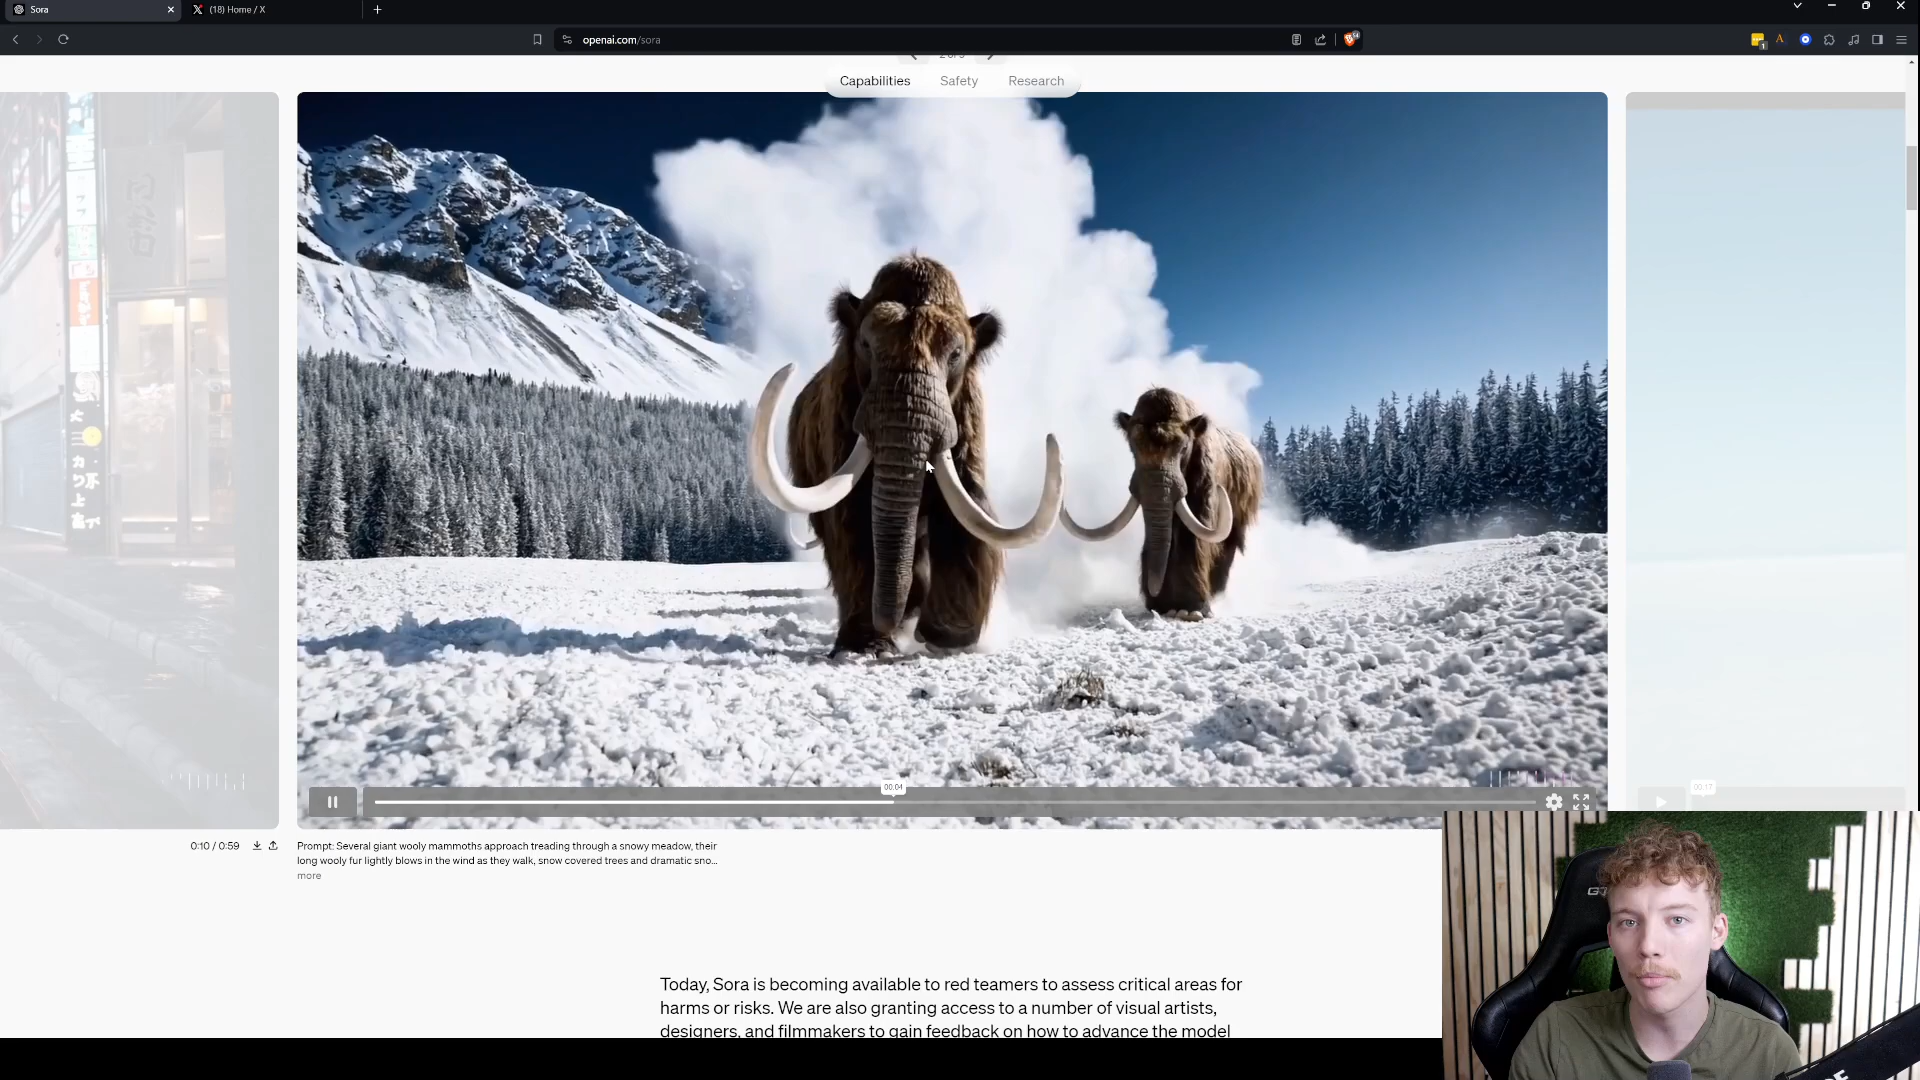 Sora
(18) Home / X
openai.com/sora
Capabilities
Safety
Research
00:04
00:17
0:10 / 0:59
Prompt: Several giant wooly mammoths approach treading through a snowy meadow, their
long wooly fur lightly blows in the wind as they walk, snow covered trees and dramatic sno...
more
Today, Sora is becoming available to red teamers to assess critical areas for
harms or risks. We are also granting access to a number of visual artists,
designers, and filmmakers to gain feedback on how to advance the model